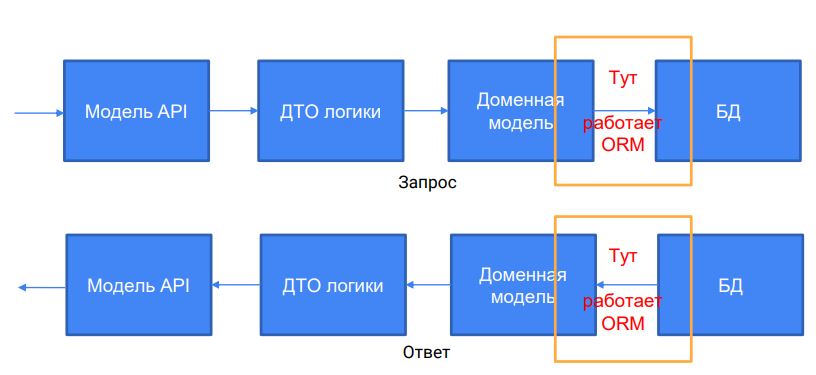 Модель API
ДТО логики
Доменная
модель
Тут
работает
ORM
БД
Запрос
Модель API
ДТО логики
Доменная
модель
Тут
работает
ORM
БД
Ответ